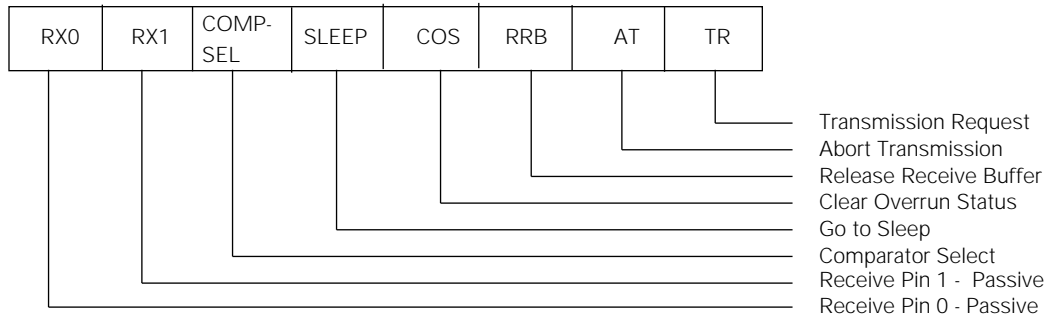 RX0 RX1 COMP-
SEL SLEEP COS RRB AT TR
Transmission Request
Abort Transmission
Release Receive Buffer
Clear Overrun Status
Go to Sleep
Comparator Select
Receive Pin 1 - Passive
Receive Pin 0 - Passive